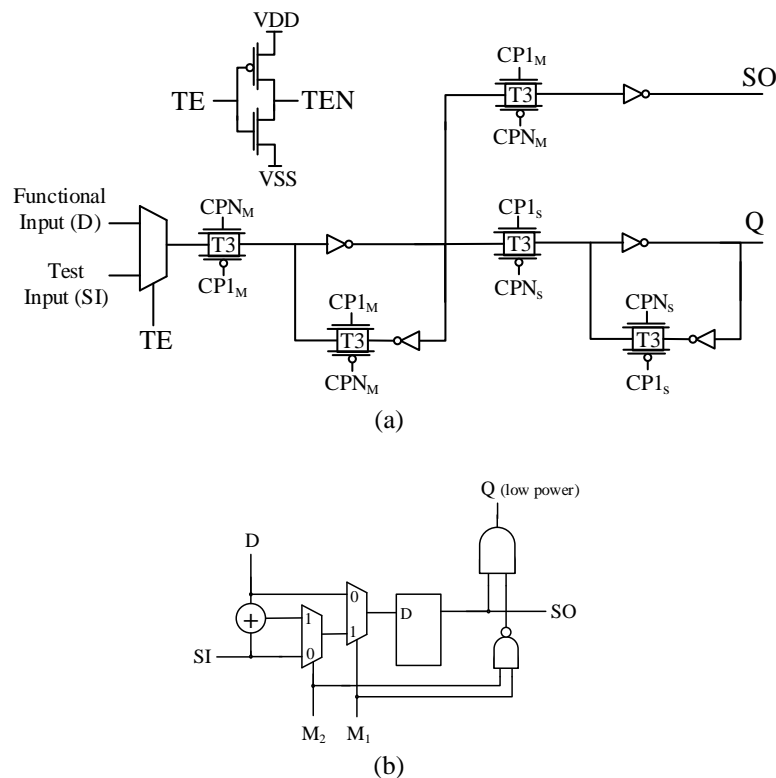 VDD
TE
TEN
VSS
CP1M
T3
CPNM
SO
Functional
Input (D)
Test
Input (SI)
TE
CPNM
T3
CP1M
CP1M
T3
CPNM
CP1S
T3
CPNS
Q
CPNS
T3
CP1S
(a)
Q (low power)
D
SI
+
1
0
0
1
D
SO
M2
M1
(b)